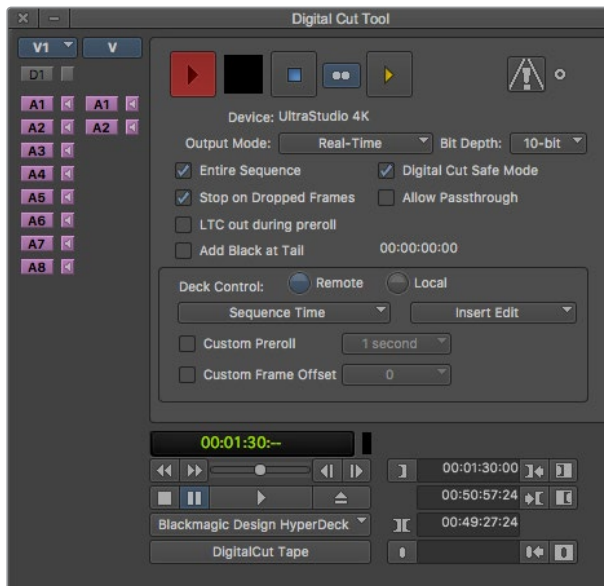 Digital Cut Tool
V1 V
D1
A1 A1
A2 A2
A3
A4
A5
A6
A7
A8
Device: UltraStudio 4K
Output Mode: Real-Time Bit Depth: 10-bit
Entire Sequence Digital Cut Safe Mode
Stop on Dropped Frames Allow Passthrough
LTC out during preroll
Add Black at Tail 00:00:00:00
Deck Control: Remote Local
Sequence Time Insert Edit
Custom Preroll 1 second
Custom Frame Offset 0
00:01:30:--
00:01:30:00
00:50:57:24
Blackmagic Design HyperDeck 00:49:27:24
DigitalCut Tape